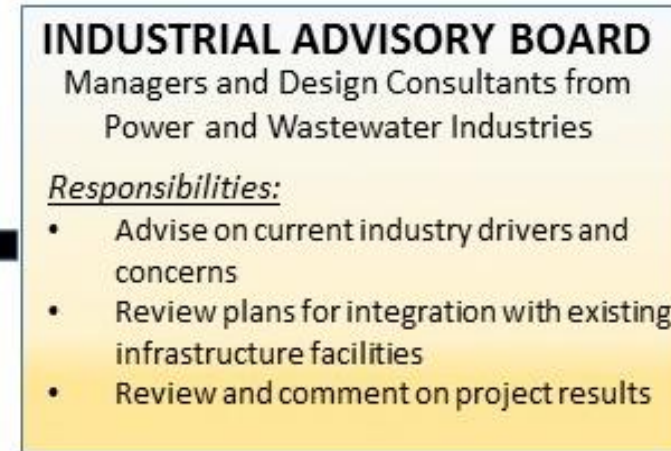 INDUSTRIAL ADVISORY BOARD
Managers and Design Consultants from
Power and Wastewater Industries
Responsibilities:
• Advise on current industry drivers and
concerns
• Review plans for integration with existing
infrastructure facilities
• Review and comment on project results